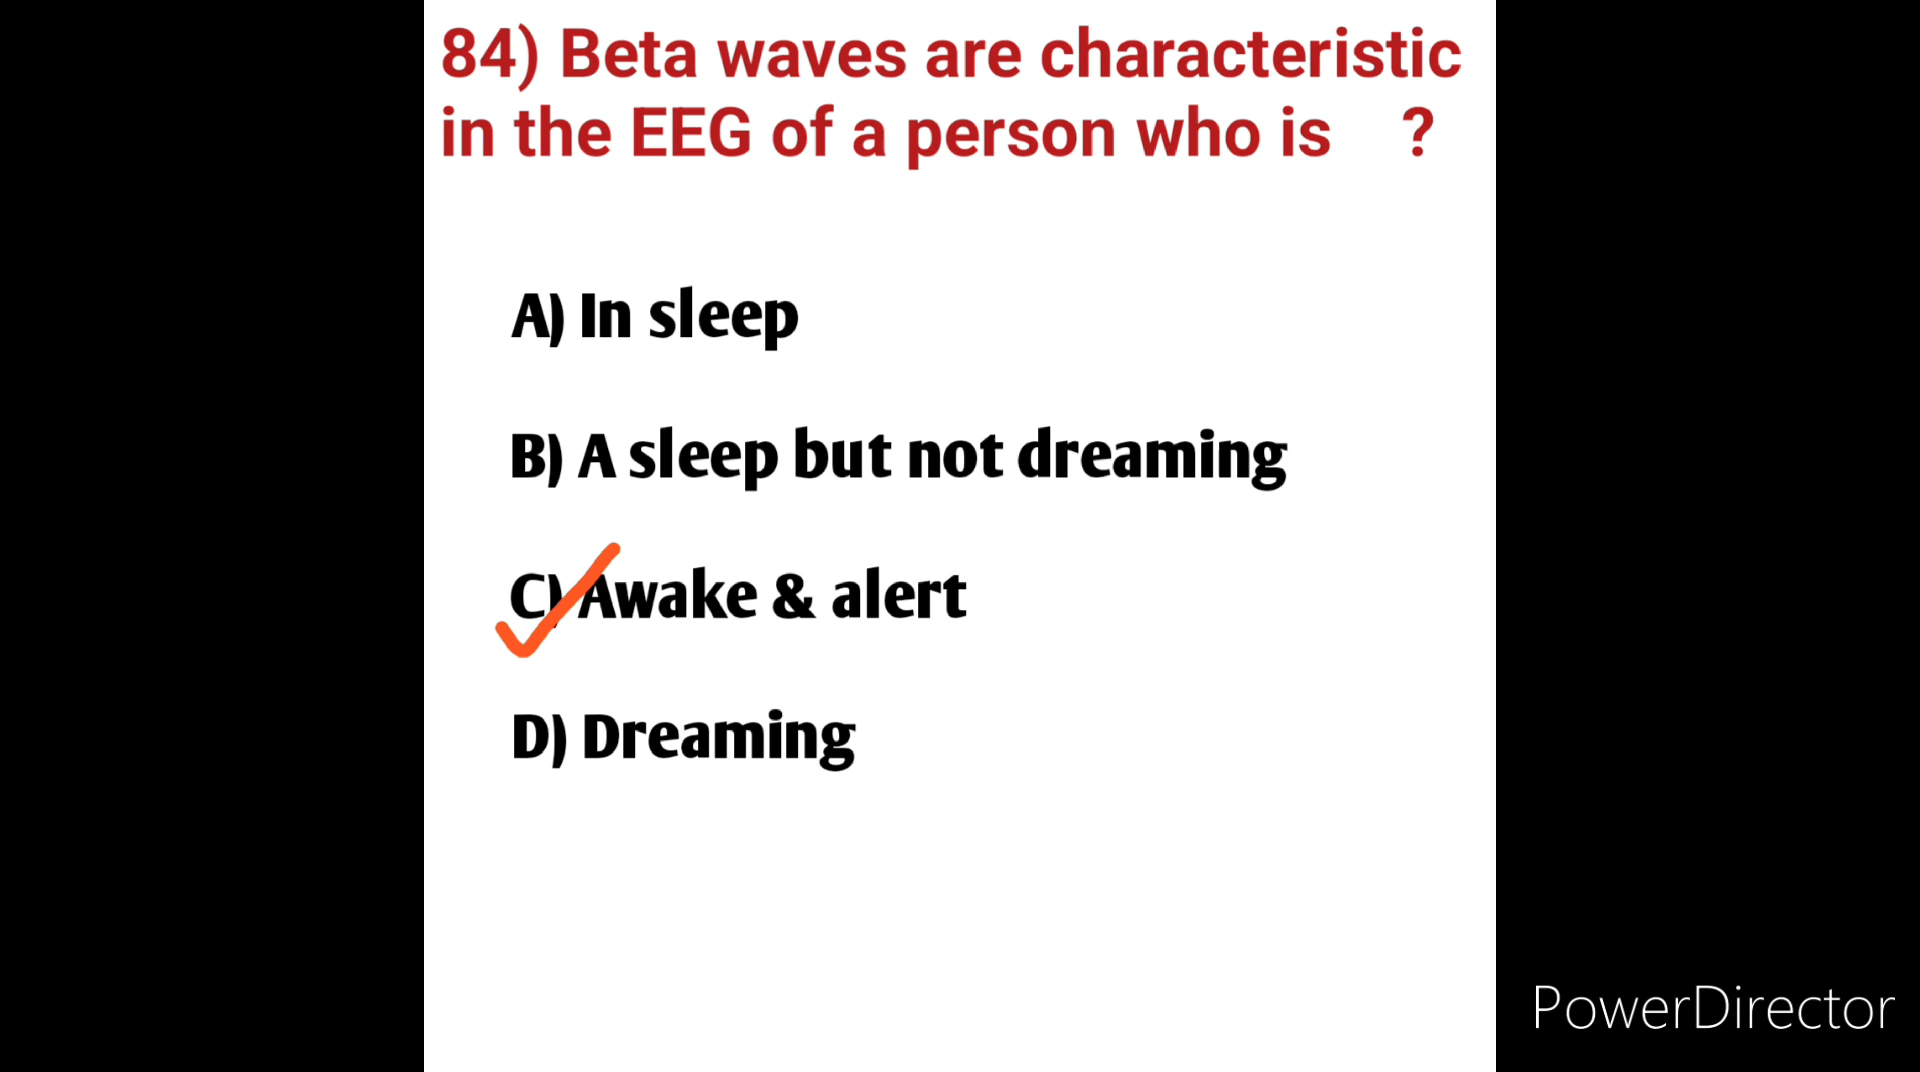 84) Beta waves are characteristic
in the EEG of a person who is ?
A) In sleep
B) A sleep but not dreaming
C) Awake & alert
D) Dreaming
PowerDirector